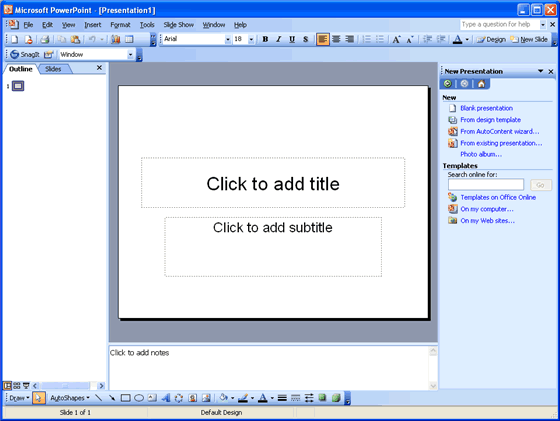 Microsoft PowerPoint - [Presentation1]
File Edit View Insert Format Tools Slide Show Window Help Type a question for help
Arial 18 B I U S A A A Design New Slide
SnagIt Window
Outline Slides
New Presentation
1
New
Blank presentation
From design template
From AutoContent wizard...
From existing presentation...
Photo album...
Templates
Search online for:
Go
Templates on Office Online
On my computer...
On my Web sites...
Click to add title
Click to add subtitle
Click to add notes
Draw AutoShapes A A
Slide 1 of 1 Default Design